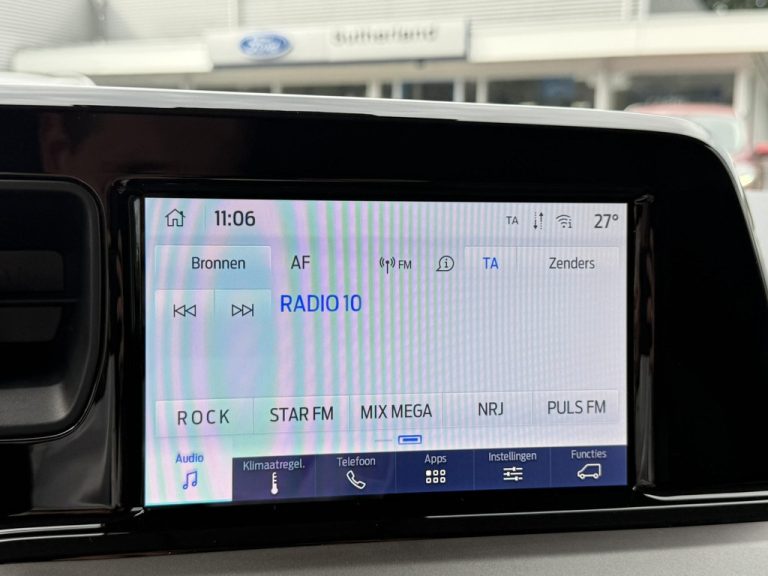 Ford
Sutherland
11:06
TA
27°
Bronnen
AF
FM
TA
Zenders
RADIO 10
ROCK
STAR FM
MIX MEGA
NRJ
PULS FM
Audio
Klimaatregel.
Telefoon
Apps
Instellingen
Functies